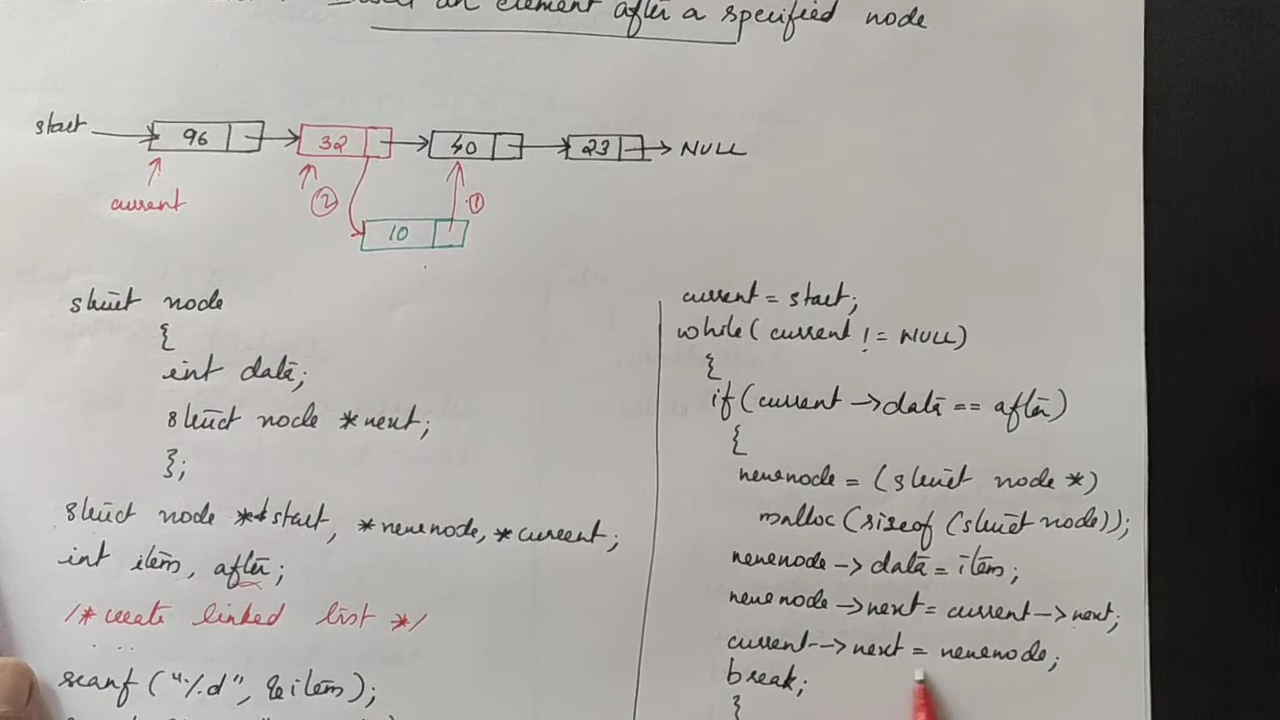 an element after a specified node
start 96 32 40 23 NULL
current 2 1
10
struct node
{
int data;
struct node *next;
};
struct node *start, *newnode, *current;
int item, after;
/* create linked list */
scanf ("%d", &item);
current = start;
while( current != NULL)
{
if(current ->data == after)
{
newnode = (struct node *)
malloc (sizeof (struct node));
newnode -> data = item;
newnode ->next = current ->next;
current -> next = newnode;
break;
}